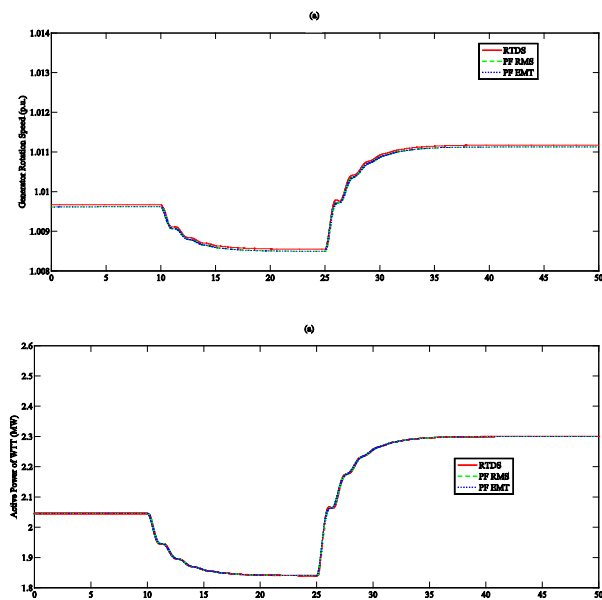 (a)
1.014
1.013
1.012
1.011
1.01
1.009
1.008
Generator Rotation Speed (p.u.)
RTDS
PF RMS
PF EMT
0 5 10 15 20 25 30 35 40 45 50
(a)
2.6
2.5
2.4
2.3
2.2
2.1
2
1.9
1.8
Active Power of WTT (MW)
RTDS
PF RMS
PF EMT
0 5 10 15 20 25 30 35 40 45 50